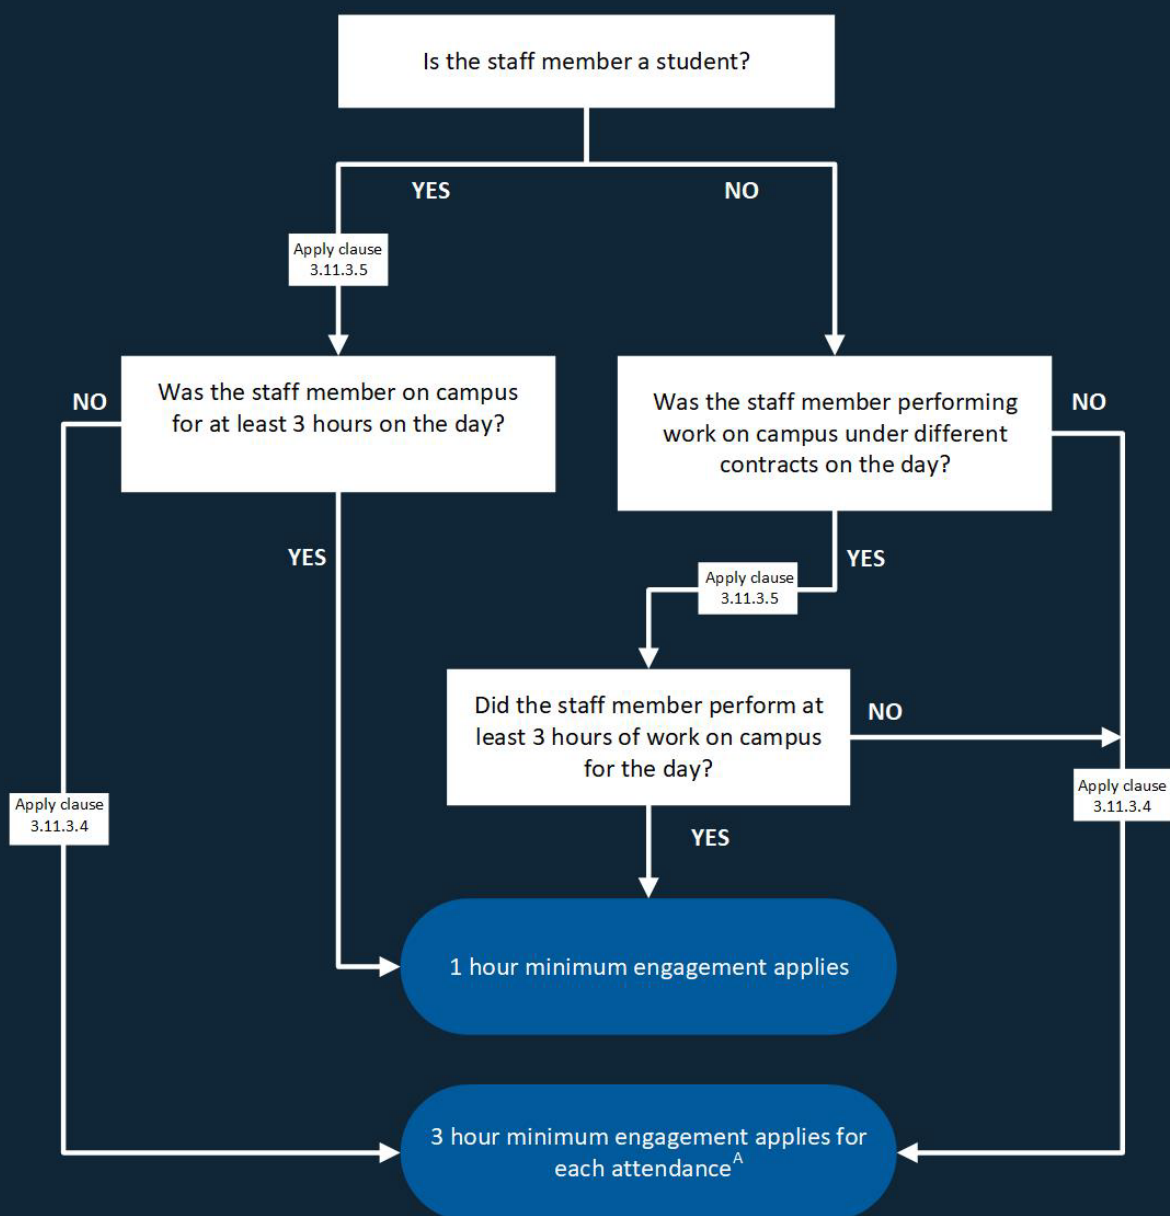 Is the staff member a student?
YES
NO
Apply clause
3.11.3.5
Was the staff member on campus
for at least 3 hours on the day?
NO
Was the staff member performing
work on campus under different
contracts on the day?
NO
YES
YES
Apply clause
3.11.3.5
Did the staff member perform at
least 3 hours of work on campus
for the day?
NO
Apply clause
3.11.3.4
Apply clause
3.11.3.4
YES
1 hour minimum engagement applies
3 hour minimum engagement applies for
each attendance^A